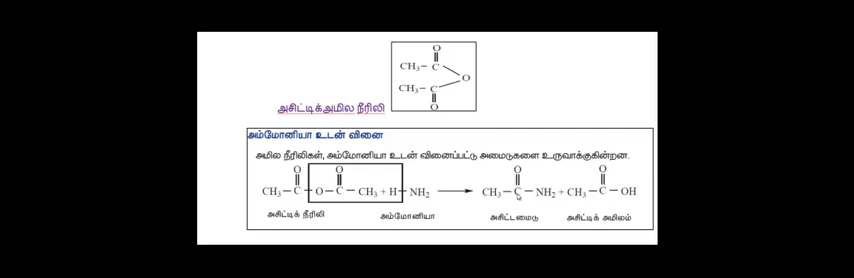 O
CH₃– C
O
CH₃– C
O
அசிட்டிக்அமில நீரிலி
அம்மோனியா உடன் வினை
அமில நீரிலிகள், அம்மோனியா உடன் வினைப்பட்டு அமைடுகளை உருவாக்குகின்றன.
O O O O
CH₃– C – O – C – CH₃ + H – NH₂ ⟶ CH₃– C – NH₂ + CH₃– C – OH
அசிட்டிக் நீரிலி அம்மோனியா அசிட்டமைடு அசிட்டிக் அமிலம்